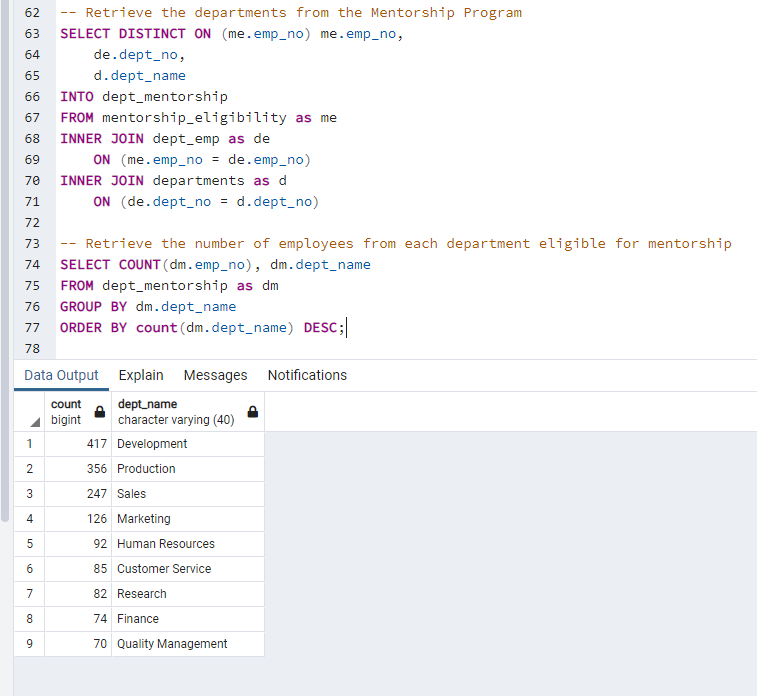 62 -- Retrieve the departments from the Mentorship Program
63 SELECT DISTINCT ON (me.emp_no) me.emp_no,
64     de.dept_no,
65     d.dept_name
66 INTO dept_mentorship
67 FROM mentorship_eligibility as me
68 INNER JOIN dept_emp as de
69     ON (me.emp_no = de.emp_no)
70 INNER JOIN departments as d
71     ON (de.dept_no = d.dept_no)
72
73 -- Retrieve the number of employees from each department eligible for mentorship
74 SELECT COUNT(dm.emp_no), dm.dept_name
75 FROM dept_mentorship as dm
76 GROUP BY dm.dept_name
77 ORDER BY count(dm.dept_name) DESC;
78
Data Output Explain Messages Notifications
count dept_name
bigint character varying (40)
1 417 Development
2 356 Production
3 247 Sales
4 126 Marketing
5 92 Human Resources
6 85 Customer Service
7 82 Research
8 74 Finance
9 70 Quality Management